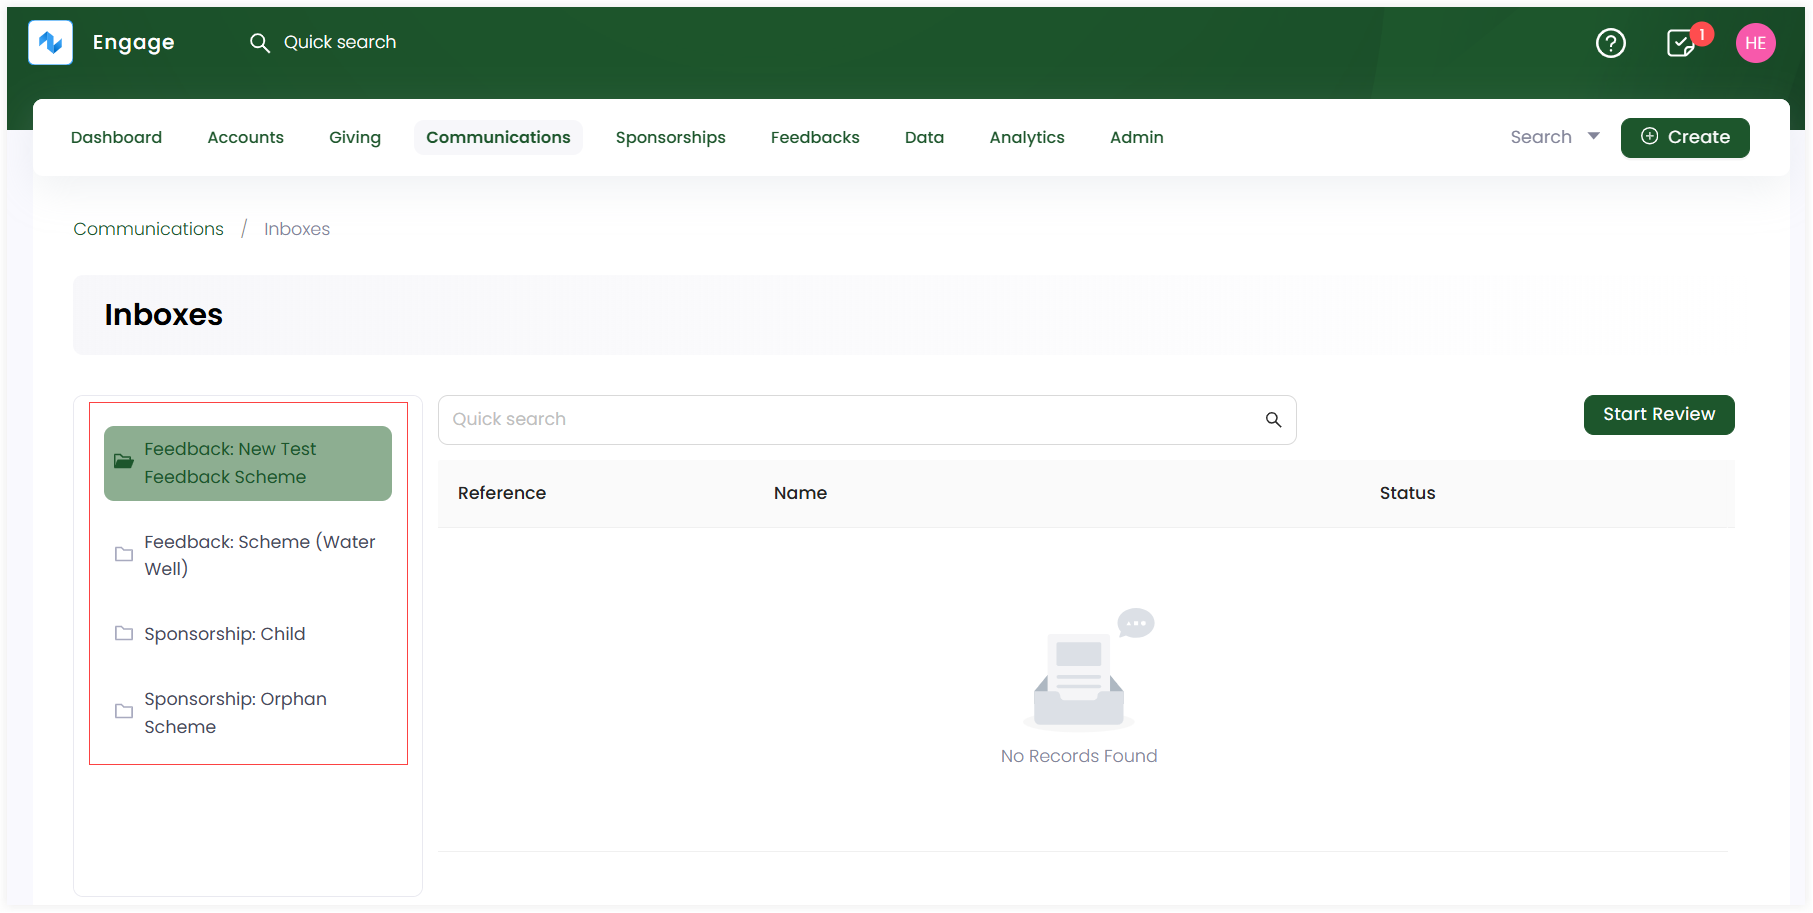 Engage
Quick search
1
HE
Dashboard Accounts Giving Communications Sponsorships Feedbacks Data Analytics Admin Search Create
Communications / Inboxes
Inboxes
Feedback: New Test
Feedback Scheme
Feedback: Scheme (Water
Well)
Sponsorship: Child
Sponsorship: Orphan
Scheme
Quick search
Start Review
Reference Name Status
No Records Found